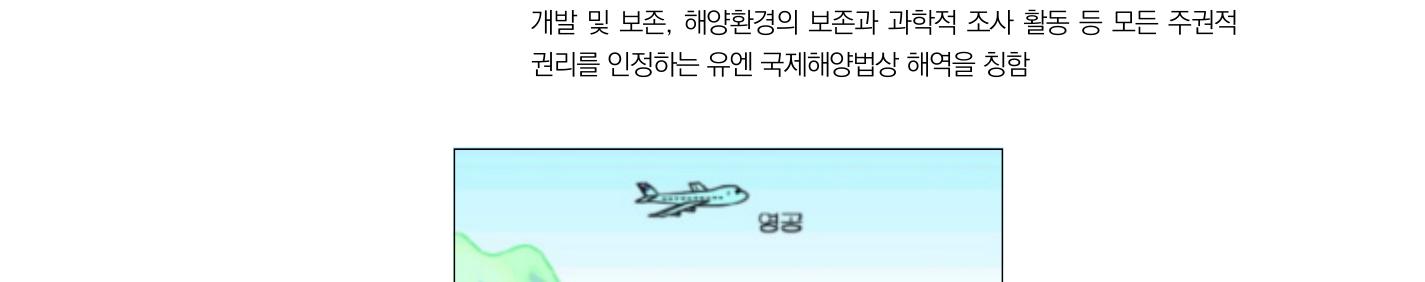 개발 및 보존, 해양환경의 보존과 과학적 조사 활동 등 모든 주권적
권리를 인정하는 유엔 국제해양법상 해역을 칭함
영공